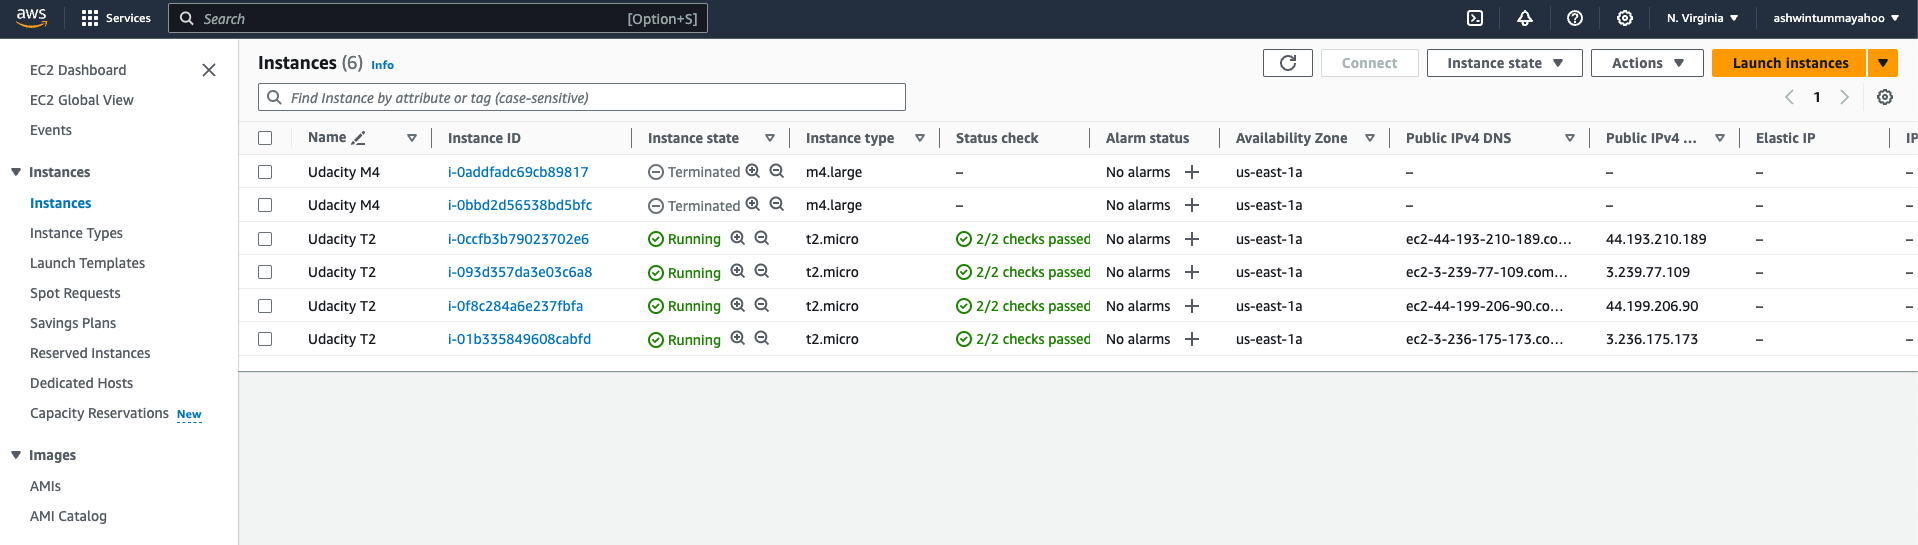 aws Services Search [Option+S] N. Virginia ashwintummayahoo
EC2 Dashboard
EC2 Global View
Events
Instances
Instances
Instance Types
Launch Templates
Spot Requests
Savings Plans
Reserved Instances
Dedicated Hosts
Capacity Reservations New
Images
AMIs
AMI Catalog
Instances (6) Info Connect Instance state Actions Launch instances
Find Instance by attribute or tag (case-sensitive) 1
Name Instance ID Instance state Instance type Status check Alarm status Availability Zone Public IPv4 DNS Public IPv4 ... Elastic IP IP
Udacity M4 i-0addfadc69cb89817 Terminated m4.large – No alarms us-east-1a – – – –
Udacity M4 i-0bbd2d56538bd5bfc Terminated m4.large – No alarms us-east-1a – – – –
Udacity T2 i-0ccfb3b79023702e6 Running t2.micro 2/2 checks passed No alarms us-east-1a ec2-44-193-210-189.co... 44.193.210.189 – –
Udacity T2 i-093d357da3e03c6a8 Running t2.micro 2/2 checks passed No alarms us-east-1a ec2-3-239-77-109.com... 3.239.77.109 – –
Udacity T2 i-0f8c284a6e237fbfa Running t2.micro 2/2 checks passed No alarms us-east-1a ec2-44-199-206-90.co... 44.199.206.90 – –
Udacity T2 i-01b335849608cabfd Running t2.micro 2/2 checks passed No alarms us-east-1a ec2-3-236-175-173.co... 3.236.175.173 – –